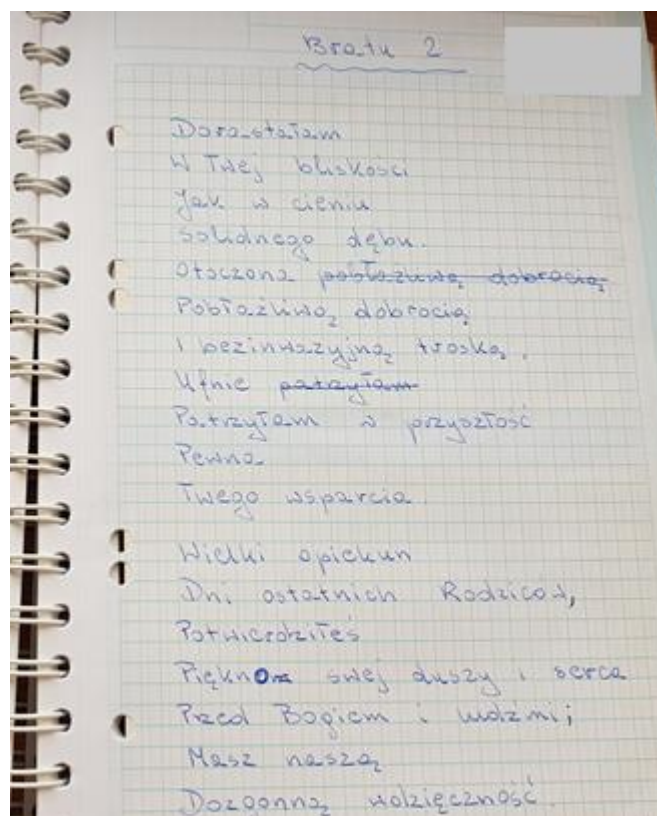 Bratu 2
Dorastałam
W Twej bliskości
Jak w cieniu
Solidnego dębu.
Otoczona pobłażliwą dobrocią
Pobłażliwą dobrocią
I bezinwazyjną troską.
Ufnie patrzyłam
Patrzyłam w przyszłość
Pewna
Twego wsparcia.
Wielki opiekun
Dni ostatnich Rodziców,
Potwierdziłeś
Piękno swej duszy i serca
Przed Bogiem i ludźmi;
Masz naszą
Dozgonną wdzięczność.